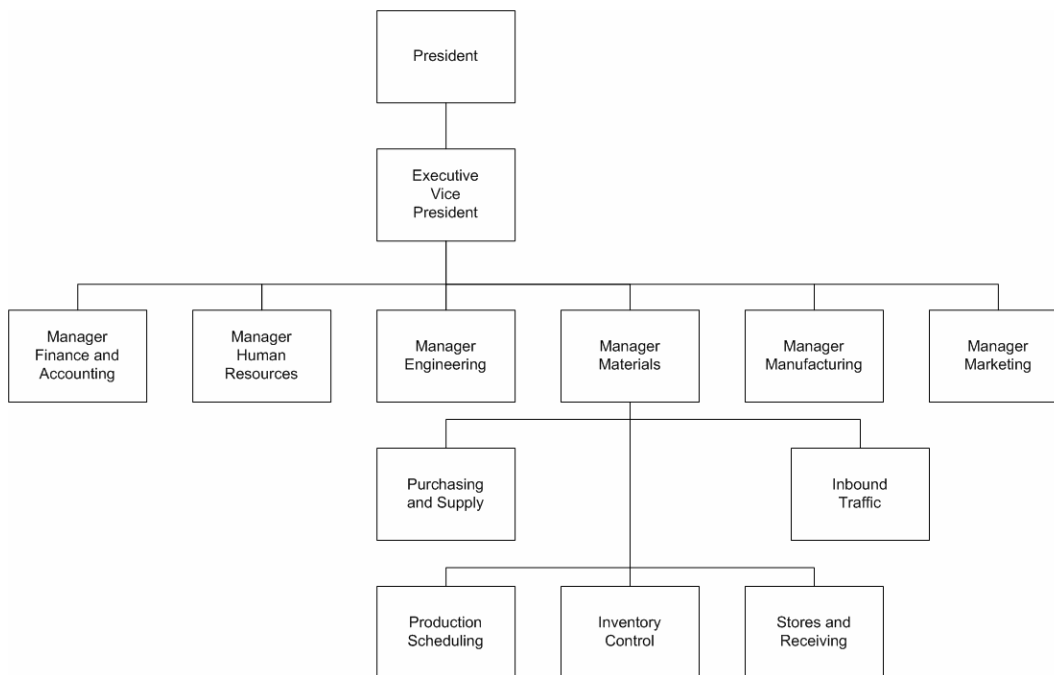 President
Executive
Vice
President
Manager
Finance and
Accounting
Manager
Human
Resources
Manager
Engineering
Manager
Materials
Manager
Manufacturing
Manager
Marketing
Purchasing
and Supply
Inbound
Traffic
Production
Scheduling
Inventory
Control
Stores and
Receiving